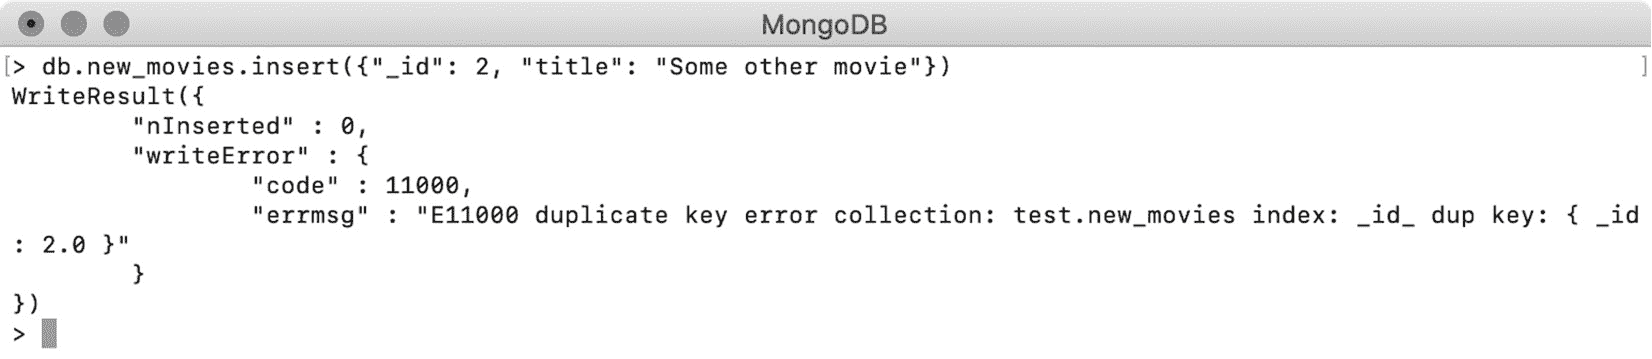 MongoDB
[> db.new_movies.insert({"_id": 2, "title": "Some other movie"}) ]
WriteResult({
        "nInserted" : 0,
        "writeError" : {
                "code" : 11000,
                "errmsg" : "E11000 duplicate key error collection: test.new_movies index: _id_ dup key: { _id
: 2.0 }"
        }
})
>